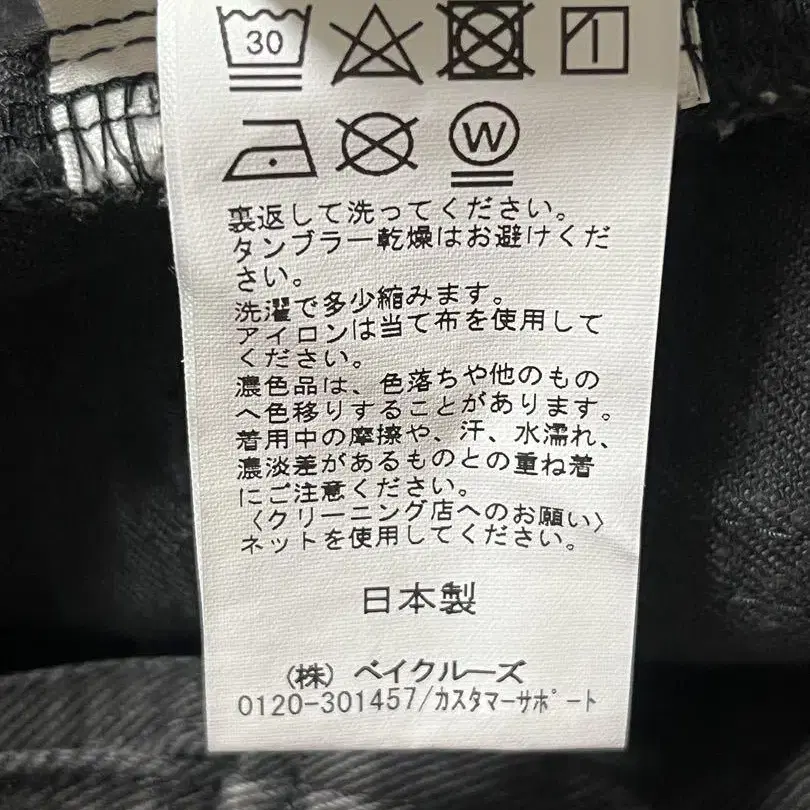 30
W
裏返して洗ってください。
タンブラー乾燥はお避けくだ
さい。
洗濯で多少縮みます。
アイロンは当て布を使用して
ください。
濃色品は、色落ちや他のもの
へ色移りすることがあります。
着用中の摩擦や、汗、水濡れ、
濃淡差があるものとの重ね着
にご注意ください。
〈クリーニング店へのお願い〉
ネットを使用してください。
日本製
(株) ベイクルーズ
0120-301457/カスタマーサポート